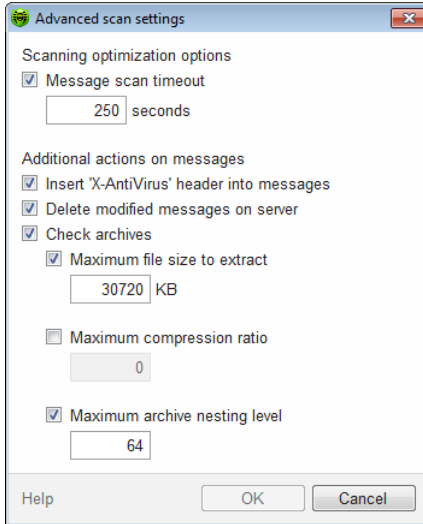 Advanced scan settings
Scanning optimization options
Message scan timeout
250 seconds
Additional actions on messages
Insert 'X-AntiVirus' header into messages
Delete modified messages on server
Check archives
Maximum file size to extract
30720 KB
Maximum compression ratio
0
Maximum archive nesting level
64
Help OK Cancel